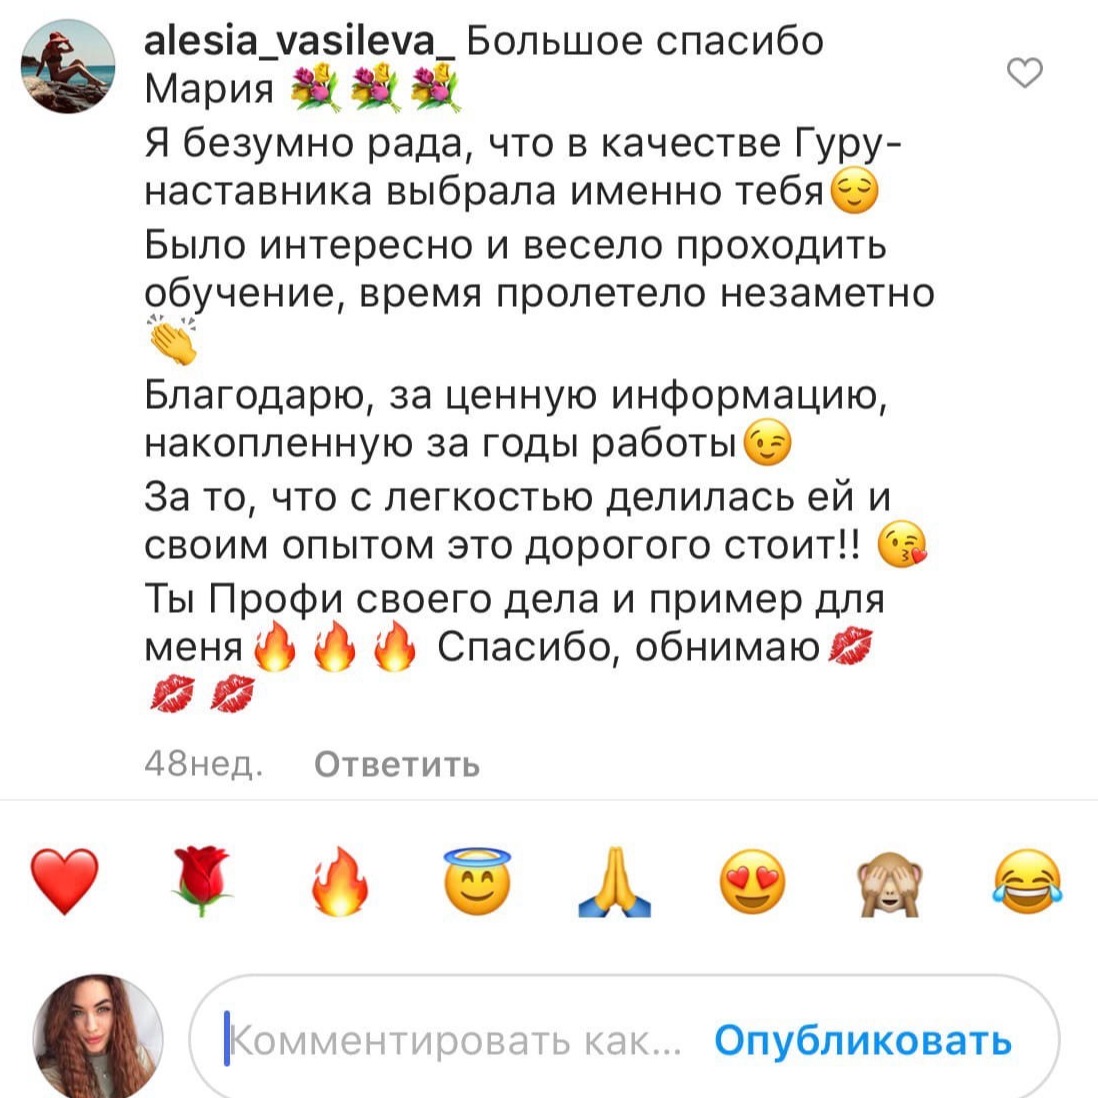 alesia_vasileva_ Большое спасибо
Мария 💐💐💐
Я безумно рада, что в качестве Гуру-
наставника выбрала именно тебя😌
Было интересно и весело проходить
обучение, время пролетело незаметно
👏
Благодарю, за ценную информацию,
накопленную за годы работы😉
За то, что с легкостью делилась ей и
своим опытом это дорогого стоит!! 😘
Ты Профи своего дела и пример для
меня🔥🔥🔥 Спасибо, обнимаю💋
💋💋
48нед. Ответить
❤️🌹🔥😇🙏😍🙈😂
Комментировать как... Опубликовать